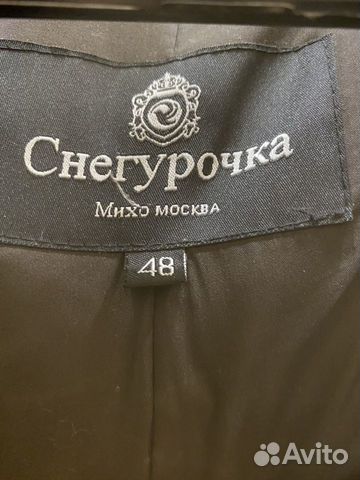 Снегурочка
Михо москва
48
Avito